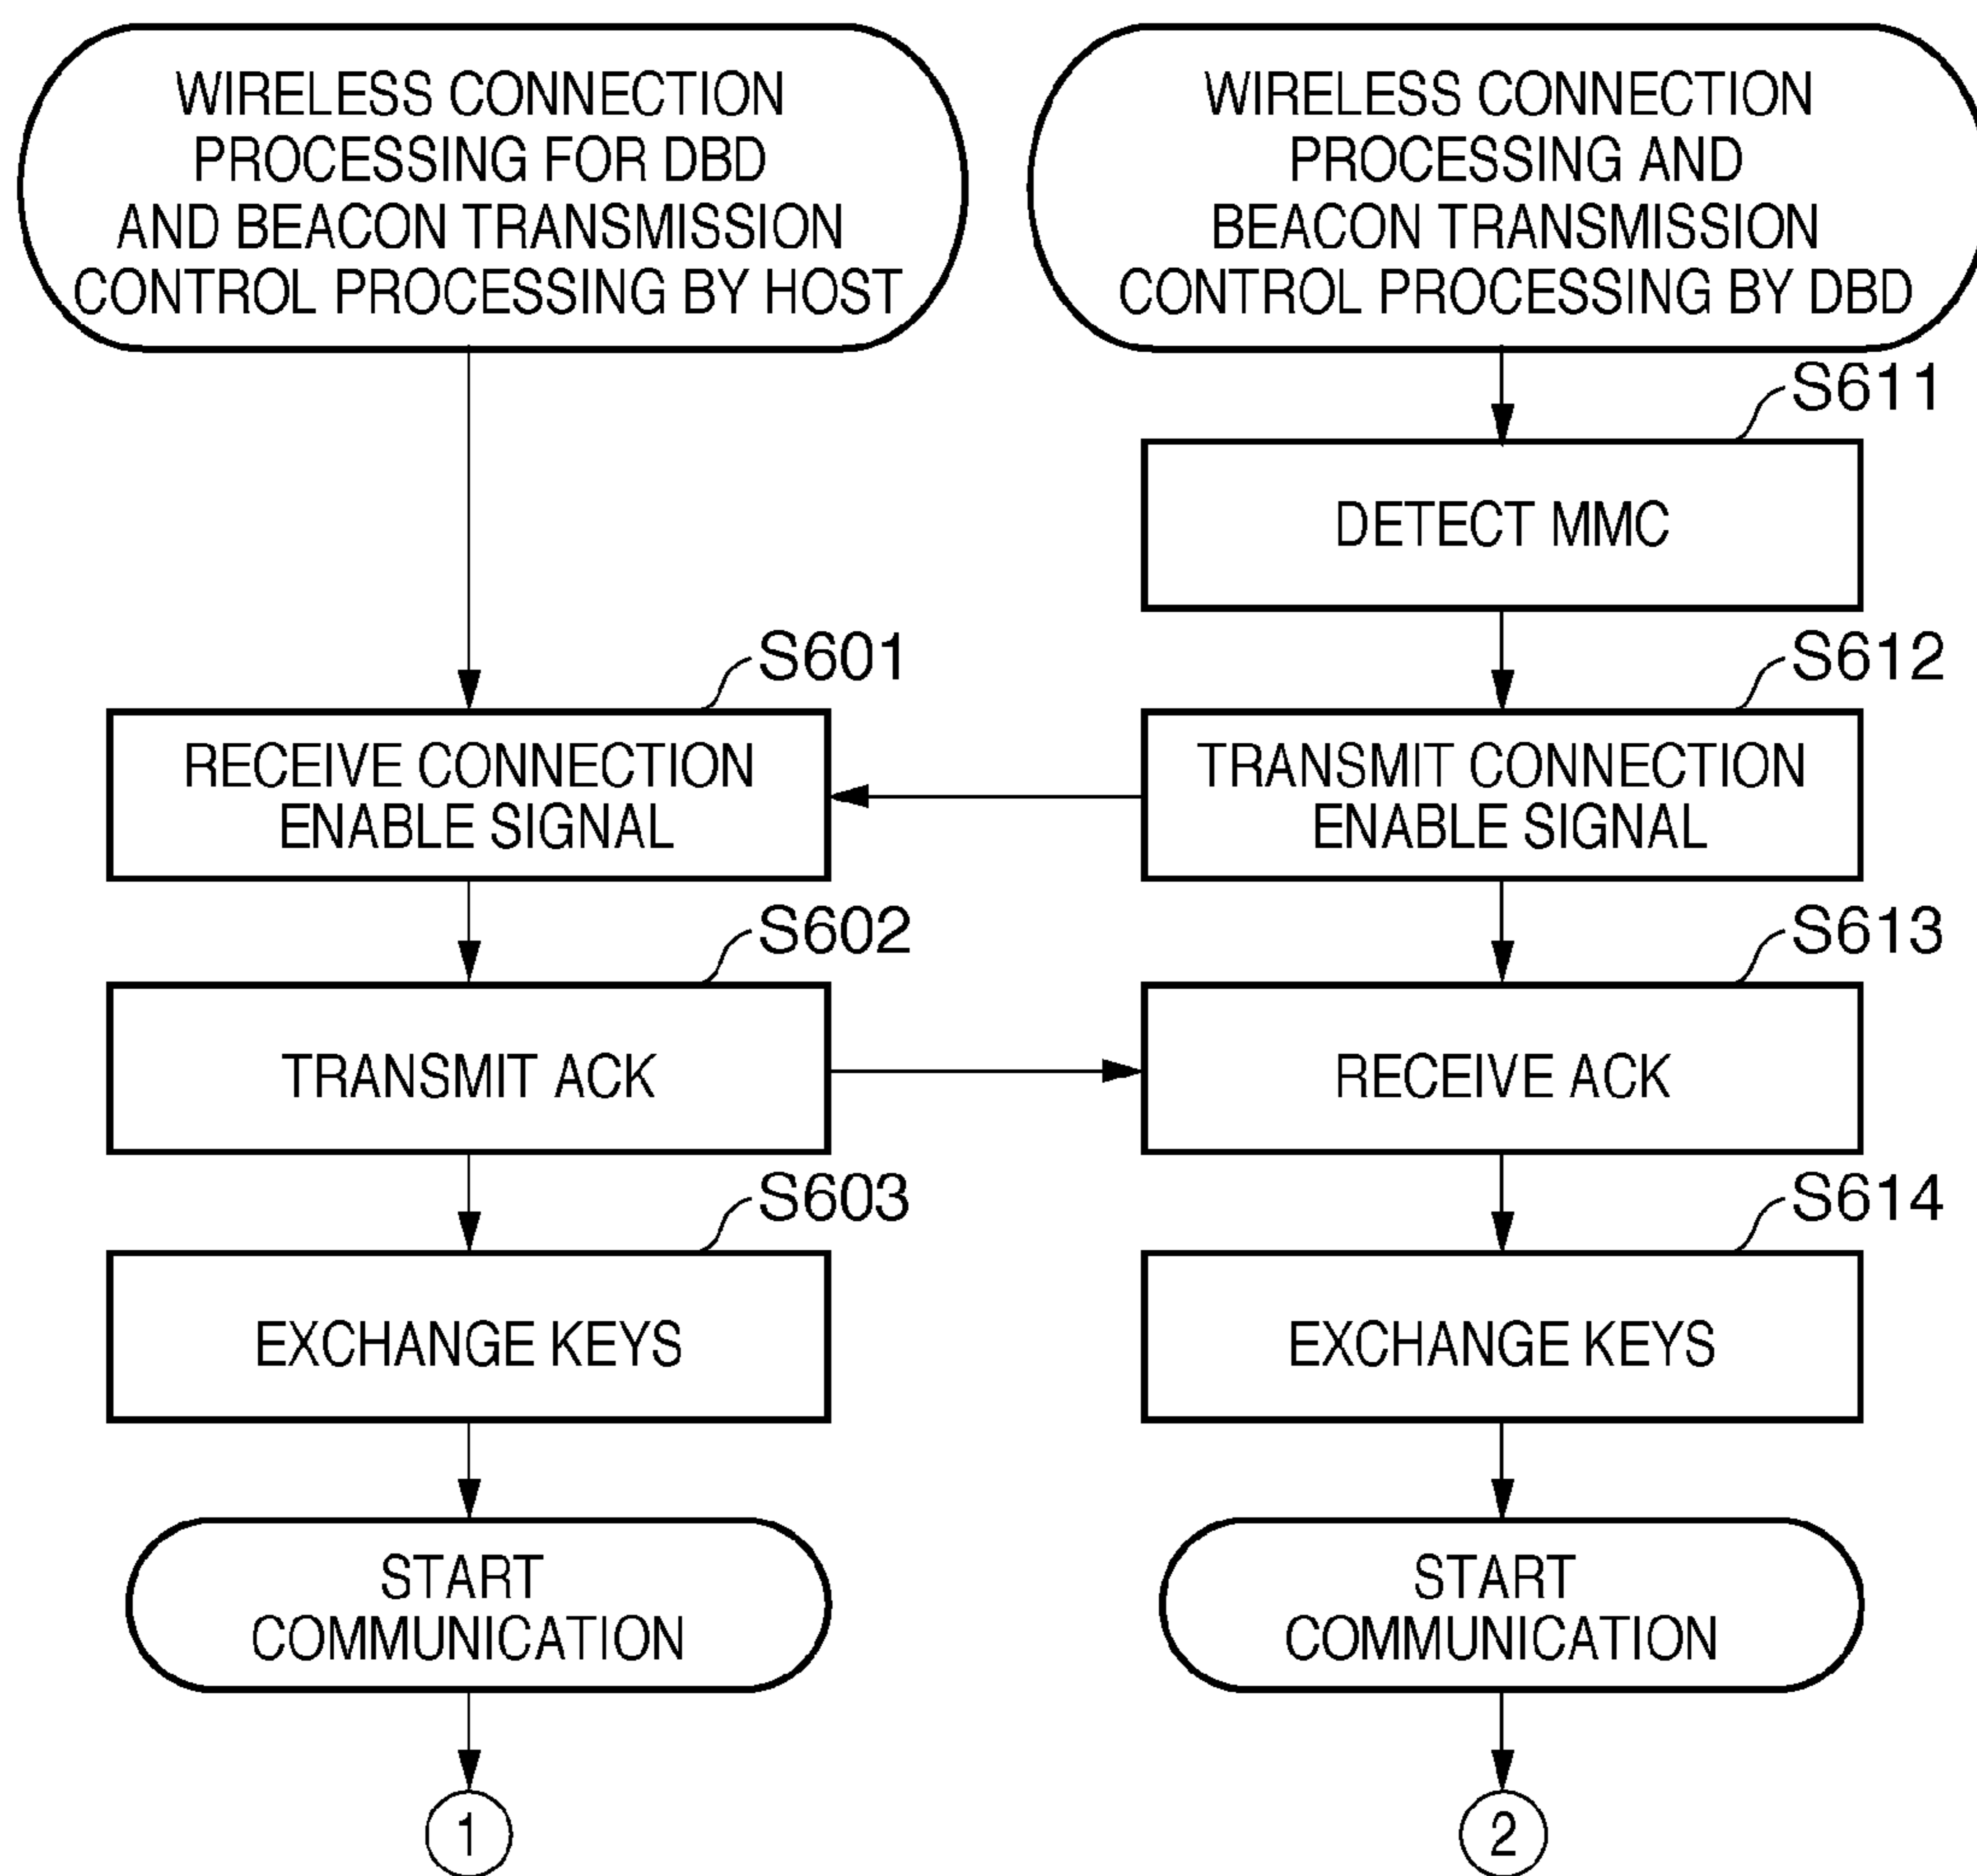 WIRELESS CONNECTION
PROCESSING FOR DBD
AND BEACON TRANSMISSION
CONTROL PROCESSING BY HOST
WIRELESS CONNECTION
PROCESSING AND
BEACON TRANSMISSION
CONTROL PROCESSING BY DBD
S611
DETECT MMC
S601
RECEIVE CONNECTION
ENABLE SIGNAL
S612
TRANSMIT CONNECTION
ENABLE SIGNAL
S602
TRANSMIT ACK
S613
RECEIVE ACK
S603
EXCHANGE KEYS
S614
EXCHANGE KEYS
START
COMMUNICATION
START
COMMUNICATION
1
2